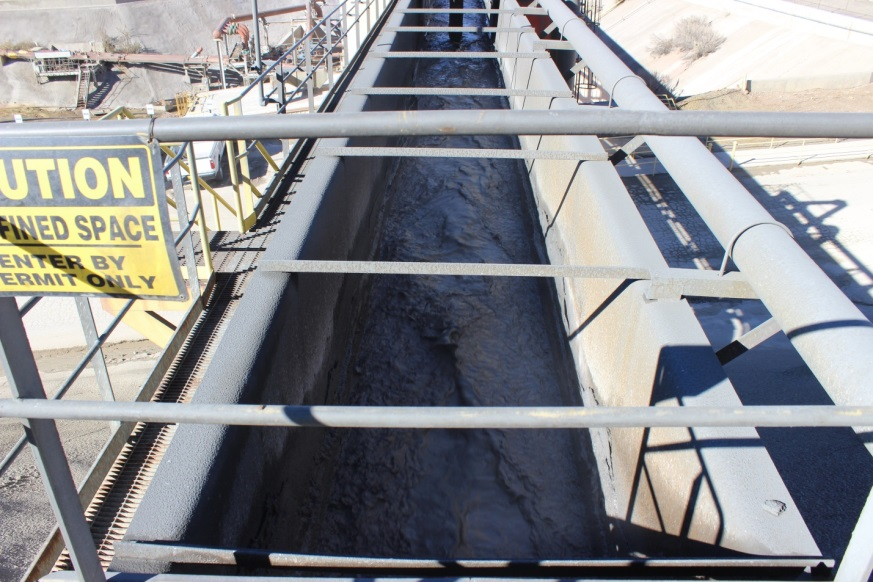 UTION
FINED SPACE
ENTER BY
ERMIT ONLY